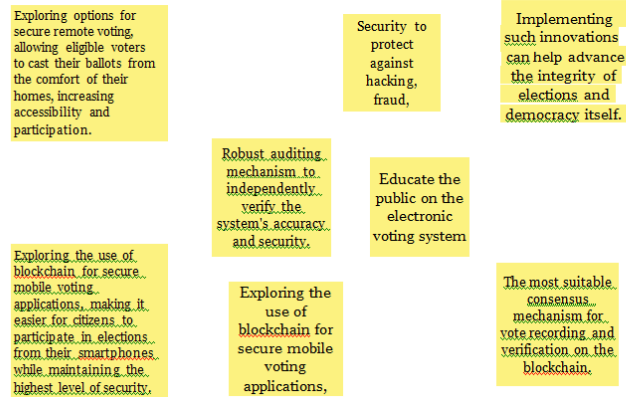 Exploring options for
secure remote voting,
allowing eligible voters
to cast their ballots from
the comfort of their
homes, increasing
accessibility and
participation.
Security to
protect
against
hacking,
fraud,
Implementing
such innovations
can help advance
the integrity of
elections and
democracy itself.
Robust auditing
mechanism to
independently
verify the
system's accuracy
and security.
Educate the
public on the
electronic
voting system
Exploring the use of
blockchain for secure
mobile voting
applications, making it
easier for citizens to
participate in elections
from their smartphones
while maintaining the
highest level of security.
Exploring the
use of
blockchain for
secure mobile
voting
applications,
The most suitable
consensus
mechanism for
vote recording and
verification on the
blockchain.